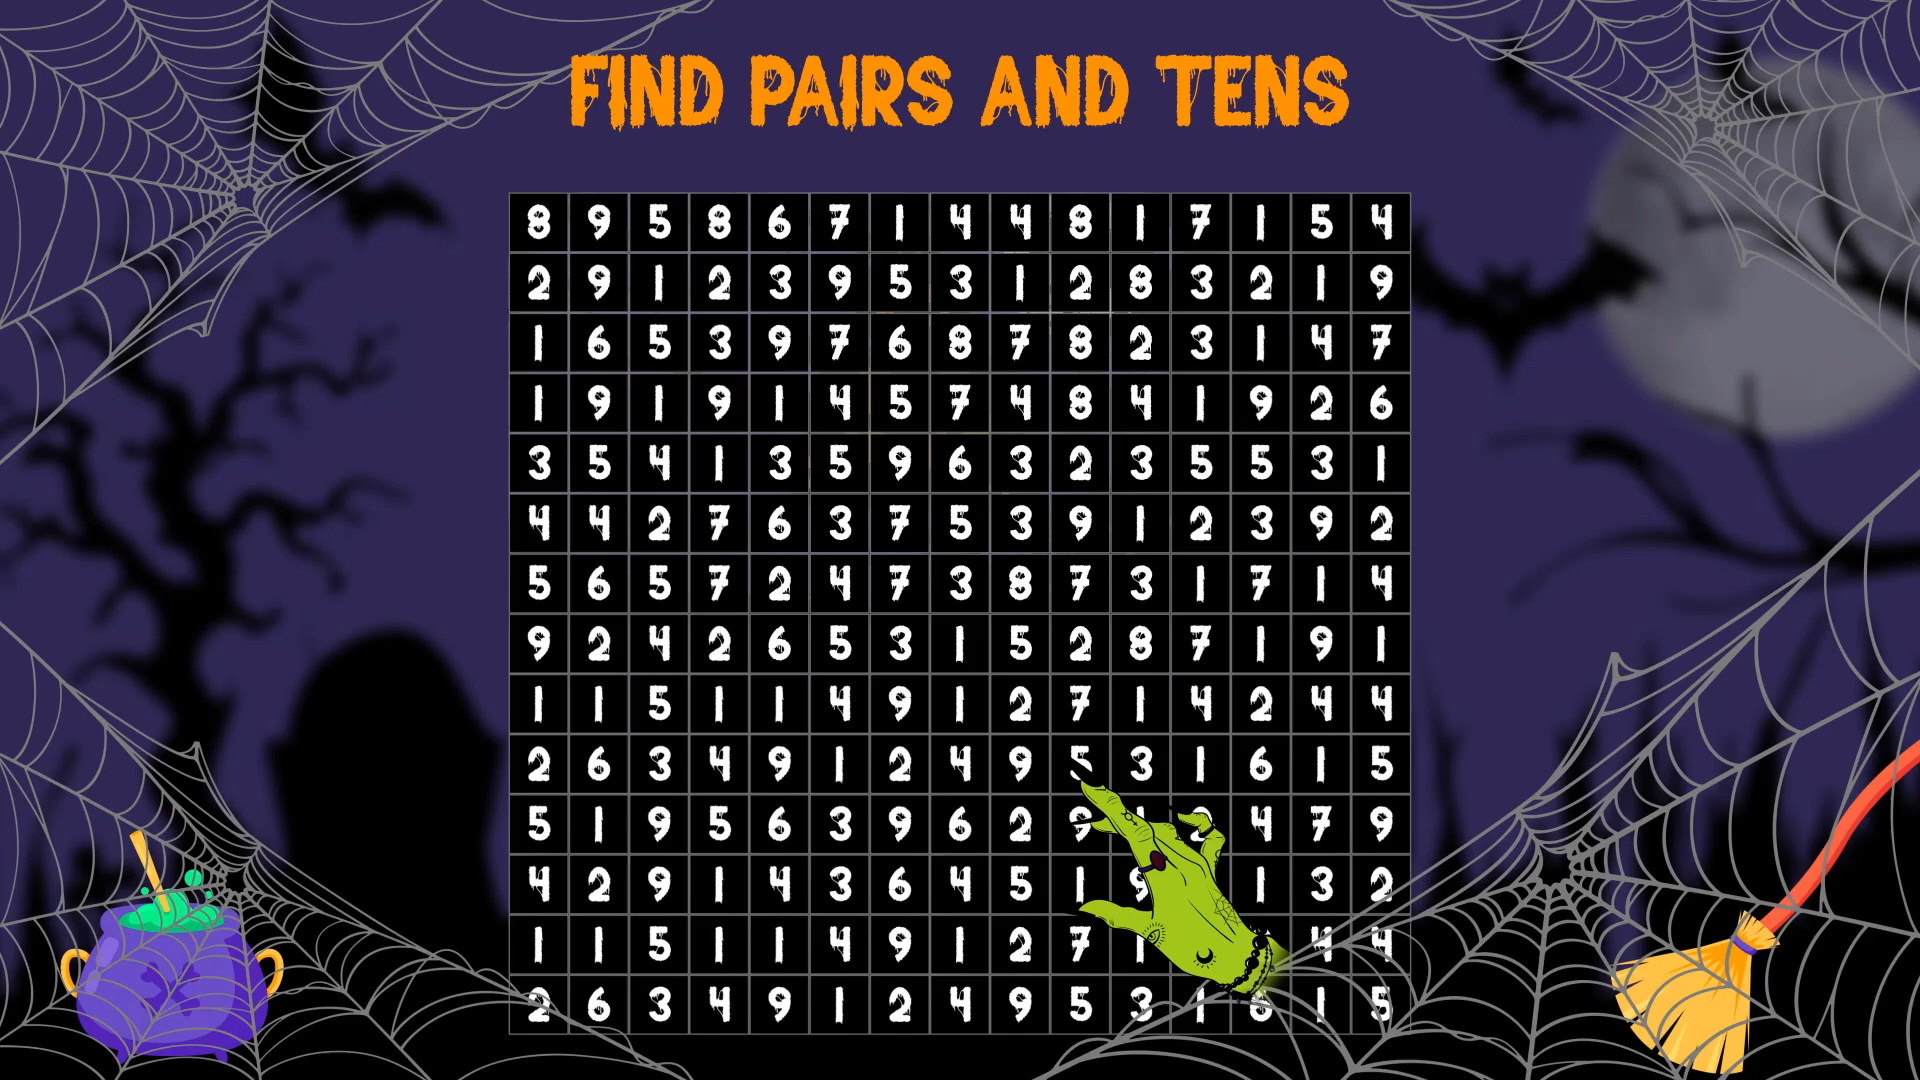 FIND PAIRS AND TENS
8 9 5 8 6 7 1 4 4 8 1 7 1 5 4
2 9 1 2 3 9 5 3 1 2 8 3 2 1 9
1 6 5 3 9 7 6 8 7 8 2 3 1 4 7
1 9 1 9 1 4 5 7 4 8 4 1 9 2 6
3 5 4 1 3 5 9 6 3 2 3 5 5 3 1
4 4 2 7 6 3 7 5 3 9 1 2 3 9 2
5 6 5 7 2 4 7 3 8 7 3 1 7 1 4
9 2 4 2 6 5 3 1 5 2 8 7 1 9 1
1 1 5 1 1 4 9 1 2 7 1 4 2 4 4
2 6 3 4 9 1 2 4 9 5 3 1 6 1 5
5 1 9 5 6 3 9 6 2 9 4 7 9
4 2 9 1 4 3 6 4 5 1 9 1 3 2
1 1 5 1 1 4 9 1 2 7 1 4 4
2 6 3 4 9 1 2 4 9 5 3 1 6 1 5